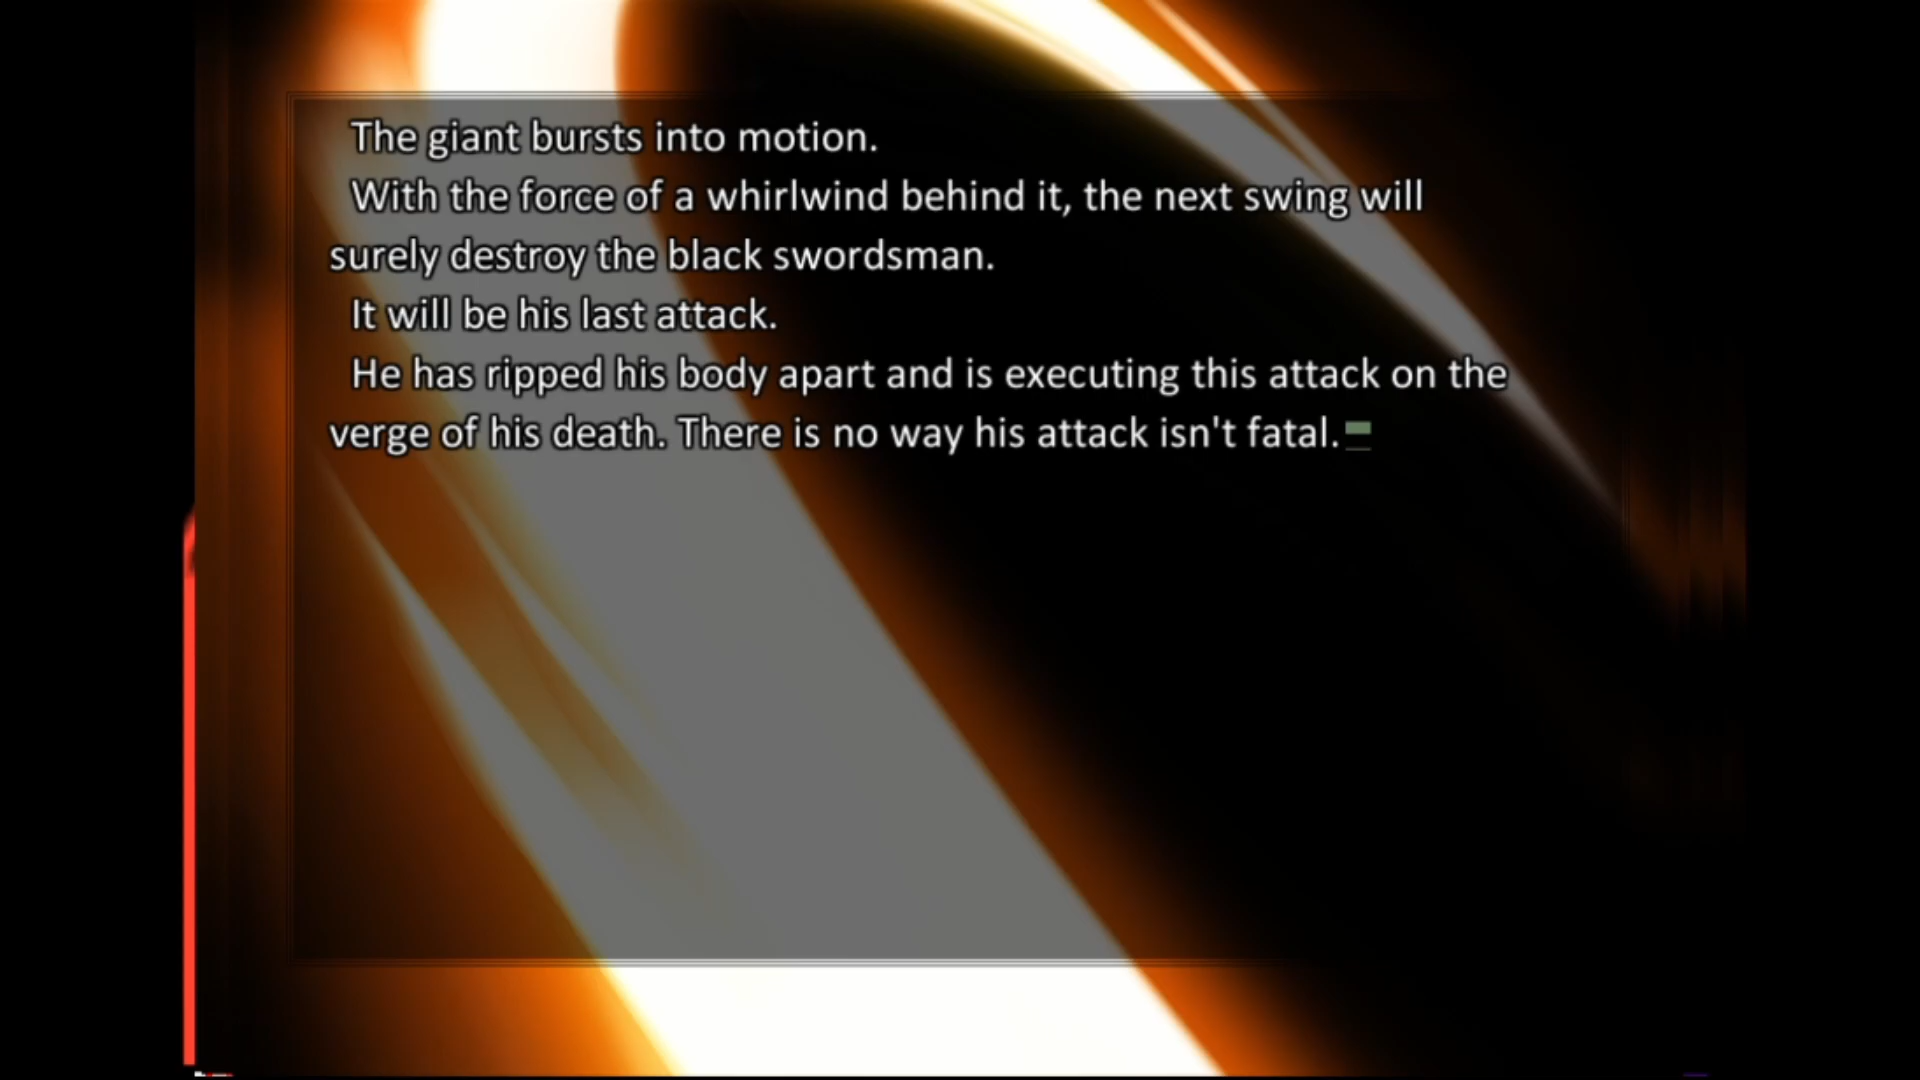 The giant bursts into motion.
With the force of a whirlwind behind it, the next swing will
surely destroy the black swordsman.
It will be his last attack.
He has ripped his body apart and is executing this attack on the
verge of his death. There is no way his attack isn't fatal.